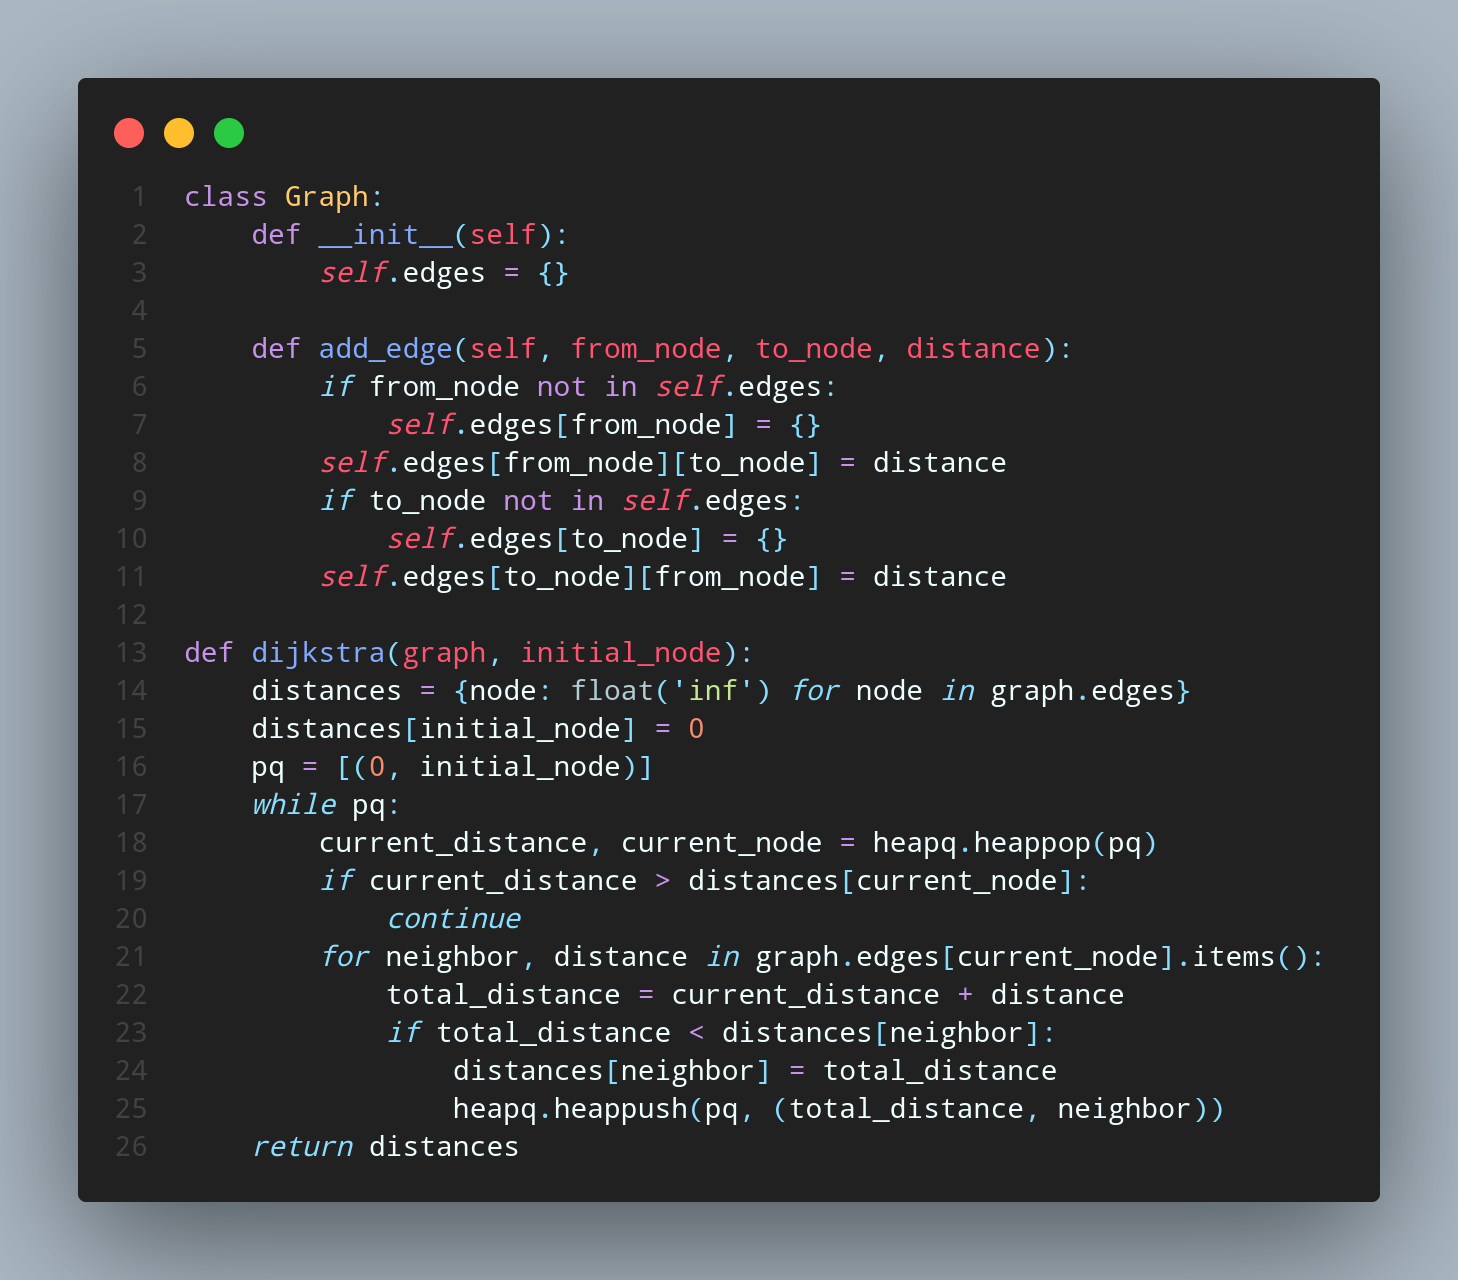 1 class Graph:
2     def __init__(self):
3         self.edges = {}
4
5     def add_edge(self, from_node, to_node, distance):
6         if from_node not in self.edges:
7             self.edges[from_node] = {}
8         self.edges[from_node][to_node] = distance
9         if to_node not in self.edges:
10             self.edges[to_node] = {}
11         self.edges[to_node][from_node] = distance
12
13 def dijkstra(graph, initial_node):
14     distances = {node: float('inf') for node in graph.edges}
15     distances[initial_node] = 0
16     pq = [(0, initial_node)]
17     while pq:
18         current_distance, current_node = heapq.heappop(pq)
19         if current_distance > distances[current_node]:
20             continue
21         for neighbor, distance in graph.edges[current_node].items():
22             total_distance = current_distance + distance
23             if total_distance < distances[neighbor]:
24                 distances[neighbor] = total_distance
25                 heapq.heappush(pq, (total_distance, neighbor))
26     return distances